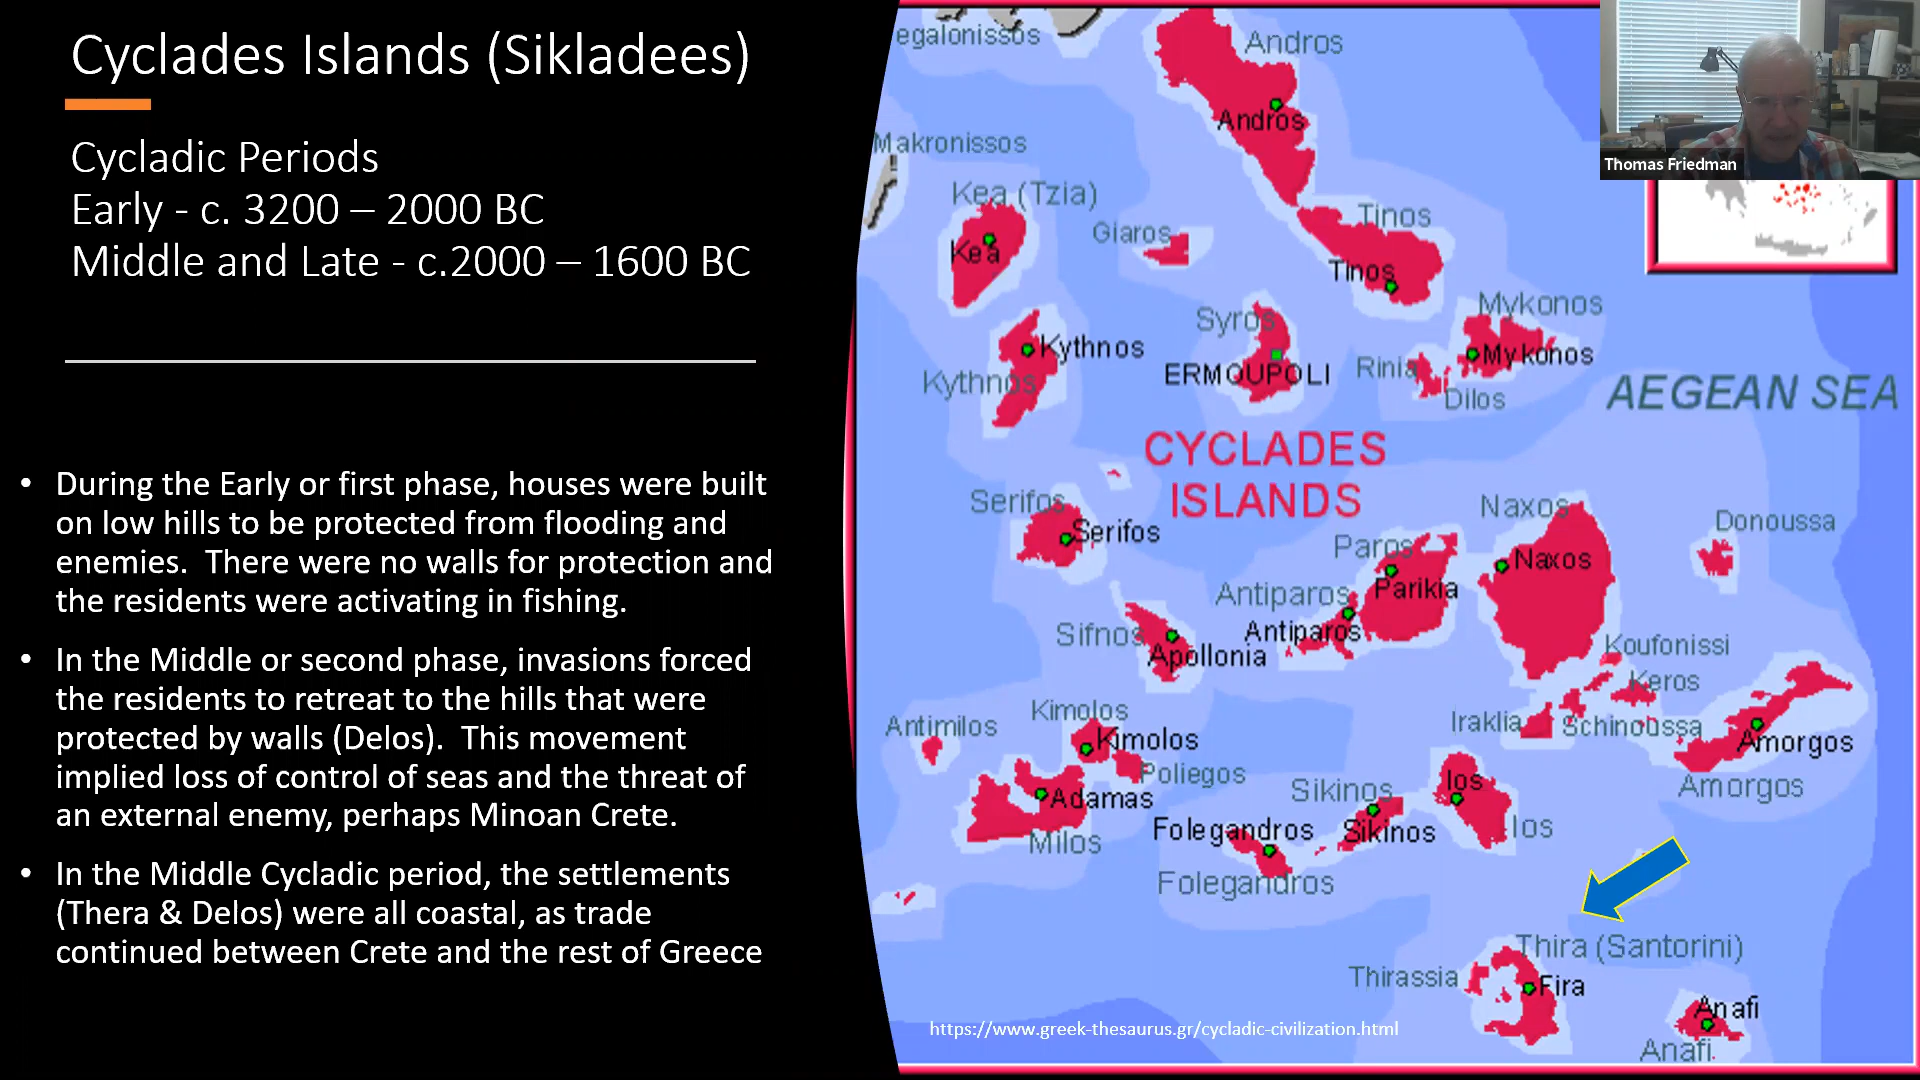 Cyclades Islands (Sikladees)
Cycladic Periods
Early - c. 3200 – 2000 BC
Middle and Late - c.2000 – 1600 BC
• During the Early or first phase, houses were built
on low hills to be protected from flooding and
enemies. There were no walls for protection and
the residents were activating in fishing.
• In the Middle or second phase, invasions forced
the residents to retreat to the hills that were
protected by walls (Delos). This movement
implied loss of control of seas and the threat of
an external enemy, perhaps Minoan Crete.
• In the Middle Cycladic period, the settlements
(Thera & Delos) were all coastal, as trade
continued between Crete and the rest of Greece
egalonissos
Andros
Andros
Makronissos
Kea (Tzia)
Kea
Giaros
Tinos
Tinos
Mykonos
Mykonos
Syros
ERMOUPOLI
Rinia
Dilos
Kythnos
Kythnos
AEGEAN SEA
CYCLADES
ISLANDS
Serifos
Serifos
Naxos
Naxos
Donoussa
Paros
Parikia
Antiparos
Antiparos
Sifnos
Apollonia
Koufonissi
Keros
Iraklia
Schinoussa
Amorgos
Amorgos
Antimilos
Kimolos
Kimolos
Poliegos
Adamas
Milos
Sikinos
Sikinos
Ios
Ios
Folegandros
Folegandros
Thira (Santorini)
Thirassia
Fira
Anafi
Anafi
https://www.greek-thesaurus.gr/cycladic-civilization.html
Thomas Friedman